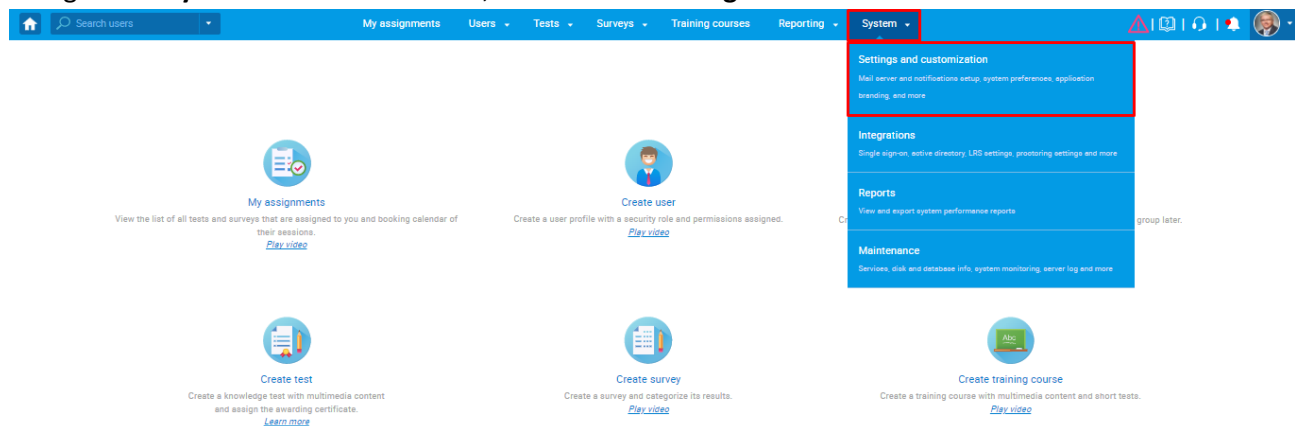 Search users
My assignments Users Tests Surveys Training courses Reporting System
Settings and customization
Mail server and notifications setup, system preferences, application
branding, and more
Integrations
Single sign-on, active directory, LRS settings, proctoring settings and more
Reports
View and export system performance reports
Maintenance
Services, disk and database info, system monitoring, server log and more
My assignments
View the list of all tests and surveys that are assigned to you and booking calendar of
their sessions.
Play video
Create user
Create a user profile with a security role and permissions assigned.
Play video
group later.
Create test
Create a knowledge test with multimedia content
and assign the awarding certificate.
Learn more
Create survey
Create a survey and categorize its results.
Play video
Abc
Create training course
Create a training course with multimedia content and short tests.
Play video